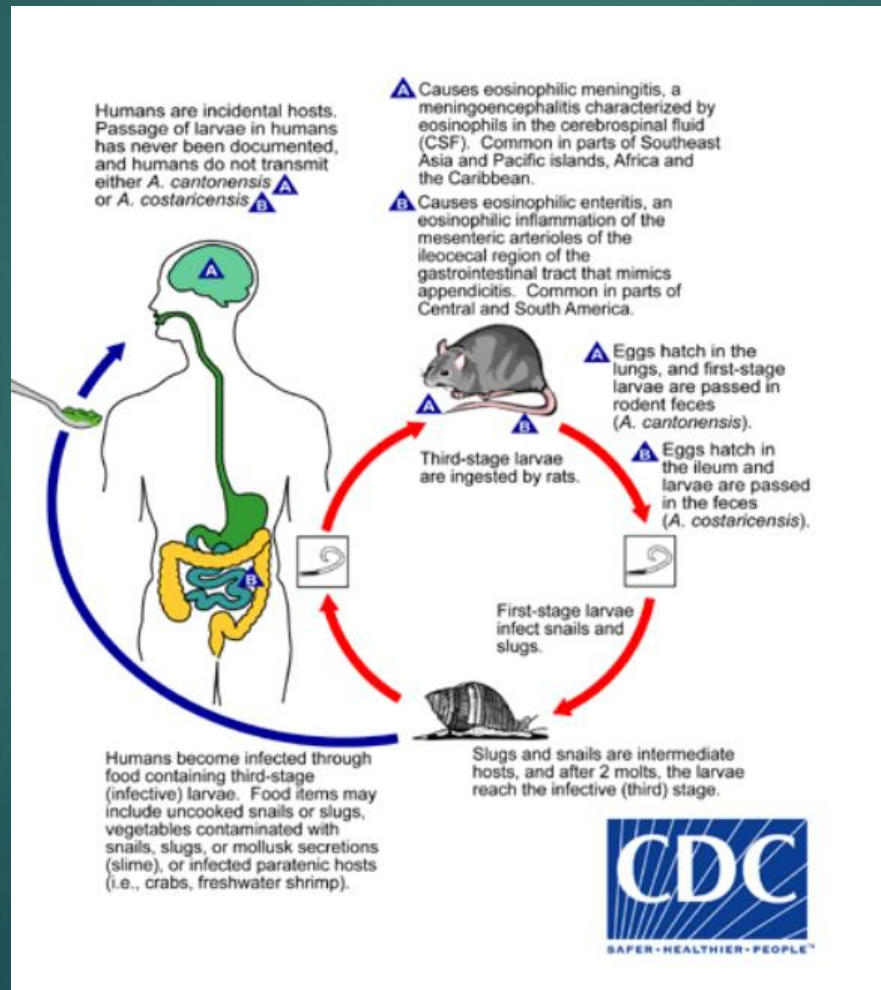 Humans are incidental hosts.
Passage of larvae in humans
has never been documented,
and humans do not transmit
either A. cantonensis A
or A. costaricensis B
A Causes eosinophilic meningitis, a
meningoencephalitis characterized by
eosinophils in the cerebrospinal fluid
(CSF). Common in parts of Southeast
Asia and Pacific islands, Africa and
the Caribbean.
B Causes eosinophilic enteritis, an
eosinophilic inflammation of the
mesenteric arterioles of the
ileocecal region of the
gastrointestinal tract that mimics
appendicitis. Common in parts of
Central and South America.
A
A
B
A Eggs hatch in the
lungs, and first-stage
larvae are passed in
rodent feces
(A. cantonensis).
B Eggs hatch in
the ileum and
larvae are passed
in the feces
(A. costaricensis).
Third-stage larvae
are ingested by rats.
B
First-stage larvae
infect snails and
slugs.
Slugs and snails are intermediate
hosts, and after 2 molts, the larvae
reach the infective (third) stage.
Humans become infected through
food containing third-stage
(infective) larvae. Food items may
include uncooked snails or slugs,
vegetables contaminated with
snails, slugs, or mollusk secretions
(slime), or infected paratenic hosts
(i.e., crabs, freshwater shrimp).
CDC
SAFER•HEALTHIER•PEOPLE™